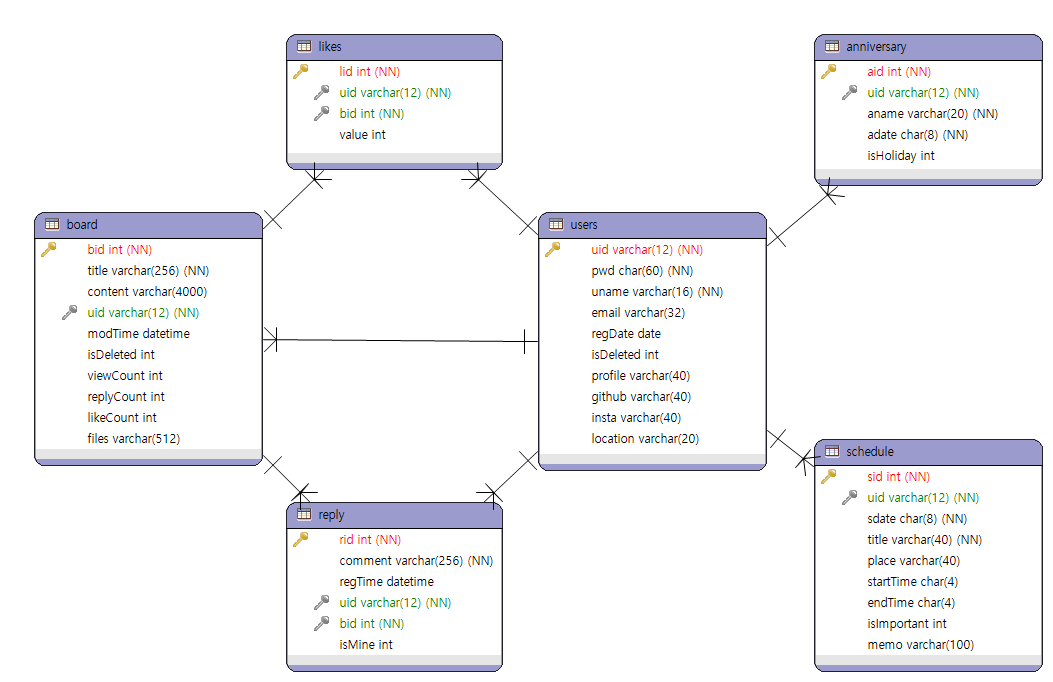 likes
lid int (NN)
uid varchar(12) (NN)
bid int (NN)
value int
anniversary
aid int (NN)
uid varchar(12) (NN)
aname varchar(20) (NN)
adate char(8) (NN)
isHoliday int
board
bid int (NN)
title varchar(256) (NN)
content varchar(4000)
uid varchar(12) (NN)
modTime datetime
isDeleted int
viewCount int
replyCount int
likeCount int
files varchar(512)
users
uid varchar(12) (NN)
pwd char(60) (NN)
uname varchar(16) (NN)
email varchar(32)
regDate date
isDeleted int
profile varchar(40)
github varchar(40)
insta varchar(40)
location varchar(20)
reply
rid int (NN)
comment varchar(256) (NN)
regTime datetime
uid varchar(12) (NN)
bid int (NN)
isMine int
schedule
sid int (NN)
uid varchar(12) (NN)
sdate char(8) (NN)
title varchar(40) (NN)
place varchar(40)
startTime char(4)
endTime char(4)
isImportant int
memo varchar(100)